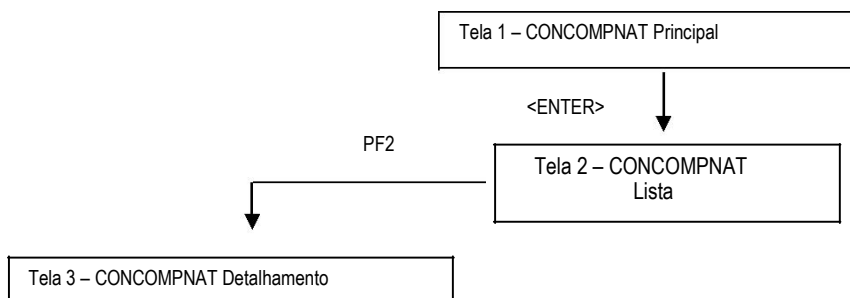 Tela 1 – CONCOMPNAT Principal
<ENTER>
PF2
Tela 2 – CONCOMPNAT
Lista
Tela 3 – CONCOMPNAT Detalhamento